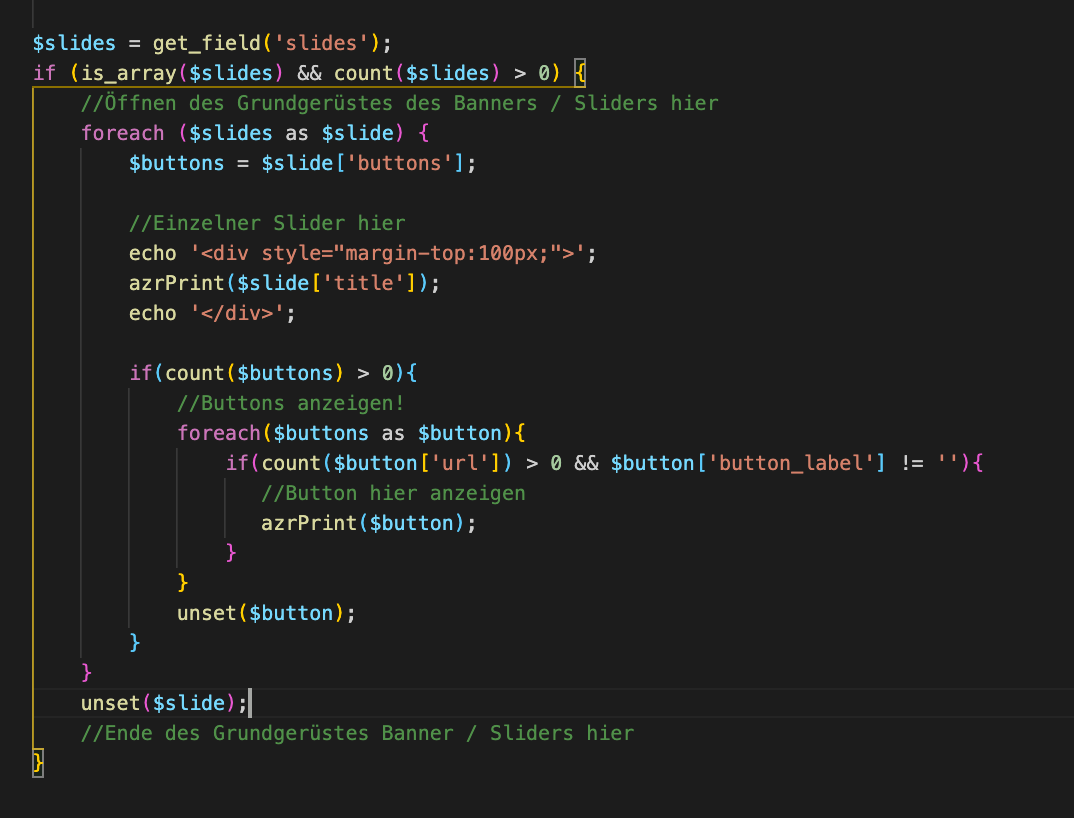 $slides = get_field('slides');
if (is_array($slides) && count($slides) > 0) {
    //Öffnen des Grundgerüstes des Banners / Sliders hier
    foreach ($slides as $slide) {
        $buttons = $slide['buttons'];

        //Einzelner Slider hier
        echo '<div style="margin-top:100px;">';
        azrPrint($slide['title']);
        echo '</div>';

        if(count($buttons) > 0){
            //Buttons anzeigen!
            foreach($buttons as $button){
                if(count($button['url']) > 0 && $button['button_label'] != ''){
                   //Button hier anzeigen
                   azrPrint($button);
                }
            }
            unset($button);
        }
    }
    unset($slide);
    //Ende des Grundgerüstes Banner / Sliders hier
}